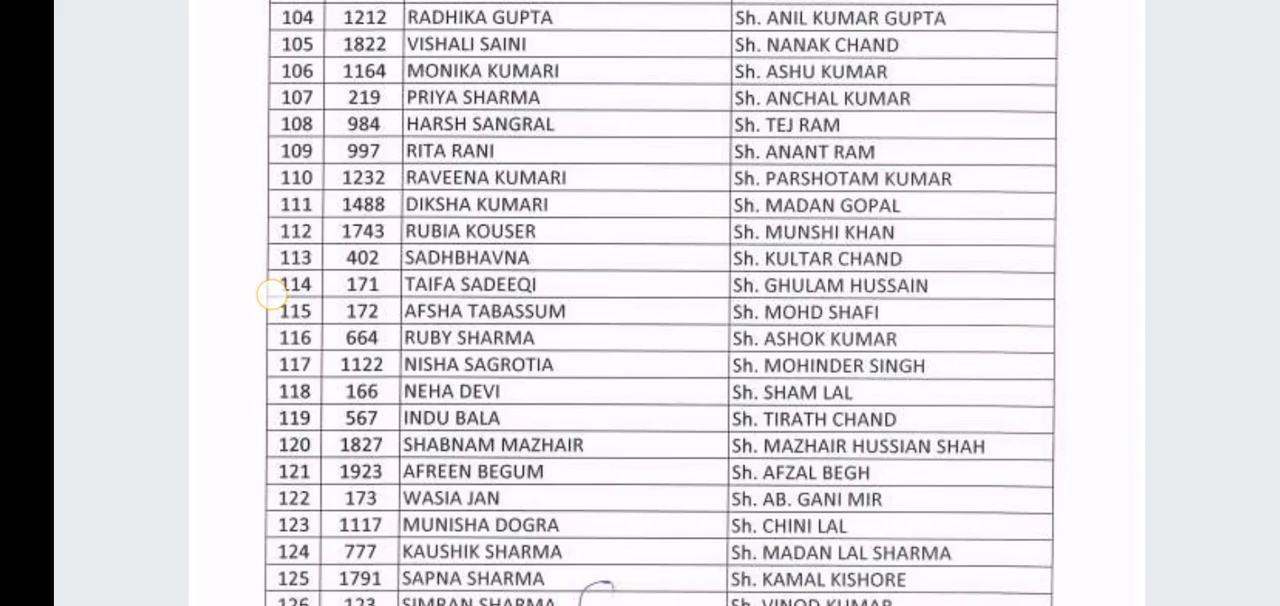 104 1212 RADHIKA GUPTA Sh. ANIL KUMAR GUPTA
105 1822 VISHALI SAINI Sh. NANAK CHAND
106 1164 MONIKA KUMARI Sh. ASHU KUMAR
107 219 PRIYA SHARMA Sh. ANCHAL KUMAR
108 984 HARSH SANGRAL Sh. TEJ RAM
109 997 RITA RANI Sh. ANANT RAM
110 1232 RAVEENA KUMARI Sh. PARSHOTAM KUMAR
111 1488 DIKSHA KUMARI Sh. MADAN GOPAL
112 1743 RUBIA KOUSER Sh. MUNSHI KHAN
113 402 SADHBHAVNA Sh. KULTAR CHAND
114 171 TAIFA SADEEQI Sh. GHULAM HUSSAIN
115 172 AFSHA TABASSUM Sh. MOHD SHAFI
116 664 RUBY SHARMA Sh. ASHOK KUMAR
117 1122 NISHA SAGROTIA Sh. MOHINDER SINGH
118 166 NEHA DEVI Sh. SHAM LAL
119 567 INDU BALA Sh. TIRATH CHAND
120 1827 SHABNAM MAZHAIR Sh. MAZHAIR HUSSIAN SHAH
121 1923 AFREEN BEGUM Sh. AFZAL BEGH
122 173 WASIA JAN Sh. AB. GANI MIR
123 1117 MUNISHA DOGRA Sh. CHINI LAL
124 777 KAUSHIK SHARMA Sh. MADAN LAL SHARMA
125 1791 SAPNA SHARMA Sh. KAMAL KISHORE
126 123 SIMRAN SHARMA Sh. VINOD KUMAR